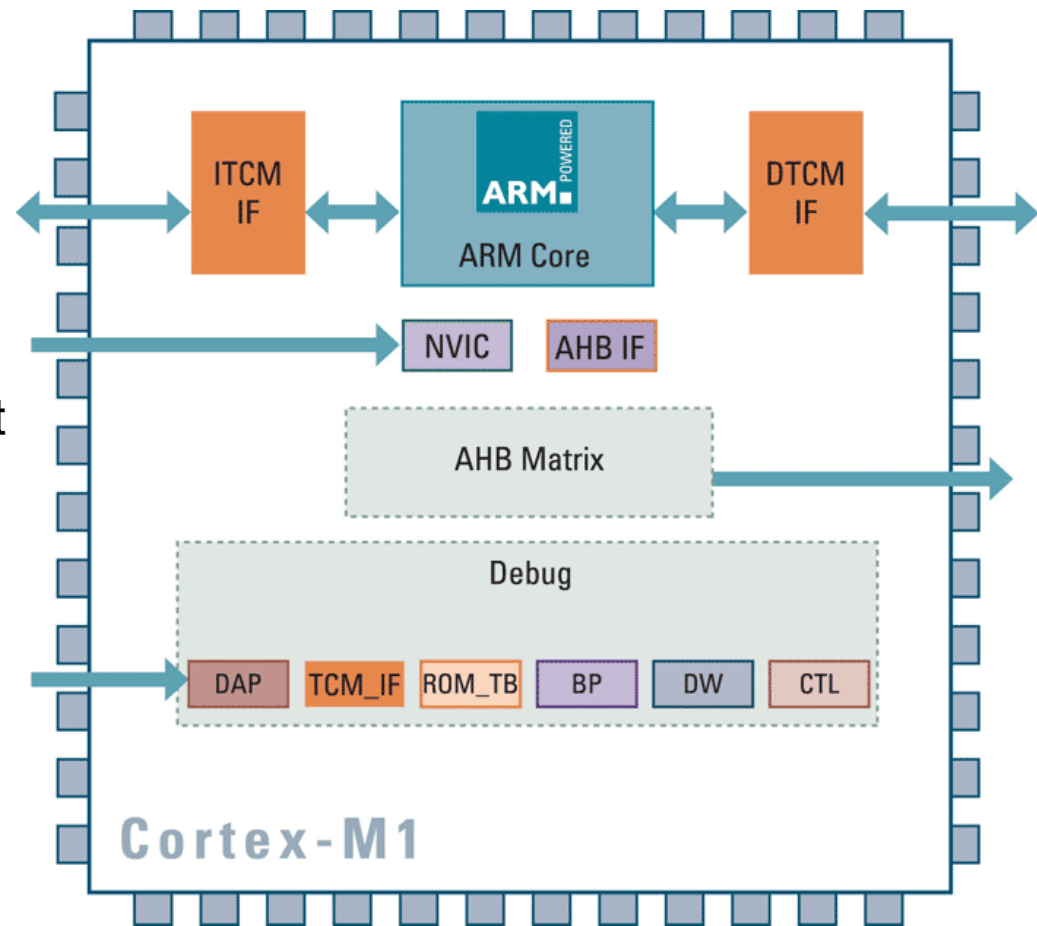 ITCM
IF
POWERED
ARM
ARM Core
DTCM
IF
NVIC
AHB IF
t
AHB Matrix
Debug
DAP
TCM_IF
ROM_TB
BP
DW
CTL
Cortex-M1